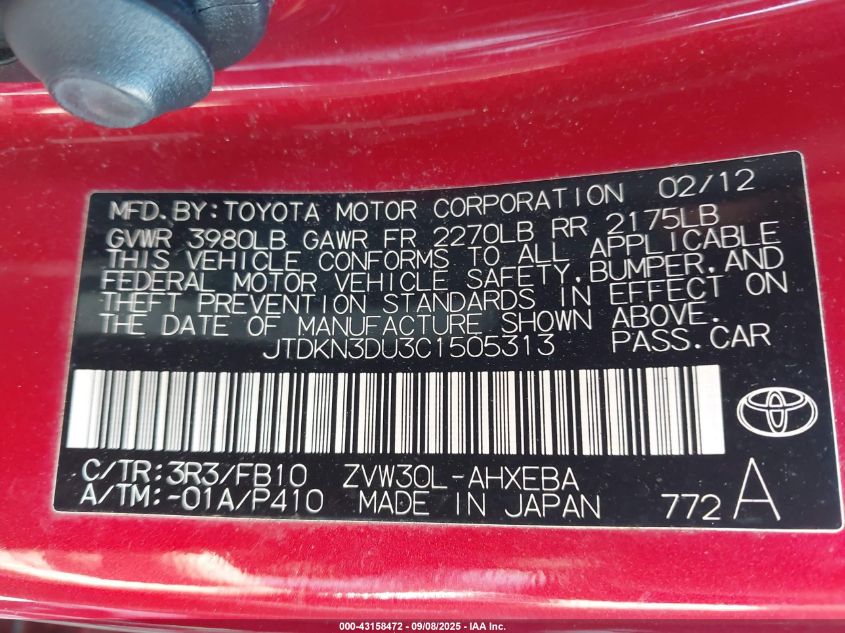 MFD. BY: TOYOTA MOTOR CORPORATION 02/12
GVWR 3980LB GAWR FR 2270LB RR 2175LB
THIS VEHICLE CONFORMS TO ALL APPLICABLE
FEDERAL MOTOR VEHICLE SAFETY, BUMPER, AND
THEFT PREVENTION STANDARDS IN EFFECT ON
THE DATE OF MANUFACTURE SHOWN ABOVE.
JTDKN3DU3C1505313 PASS. CAR
C/TR: 3R3/FB10 ZVW30L-AHXEBA
A/TM: -01A/P410 MADE IN JAPAN 772 A
000-43158472 • 09/08/2025 - IAA Inc.